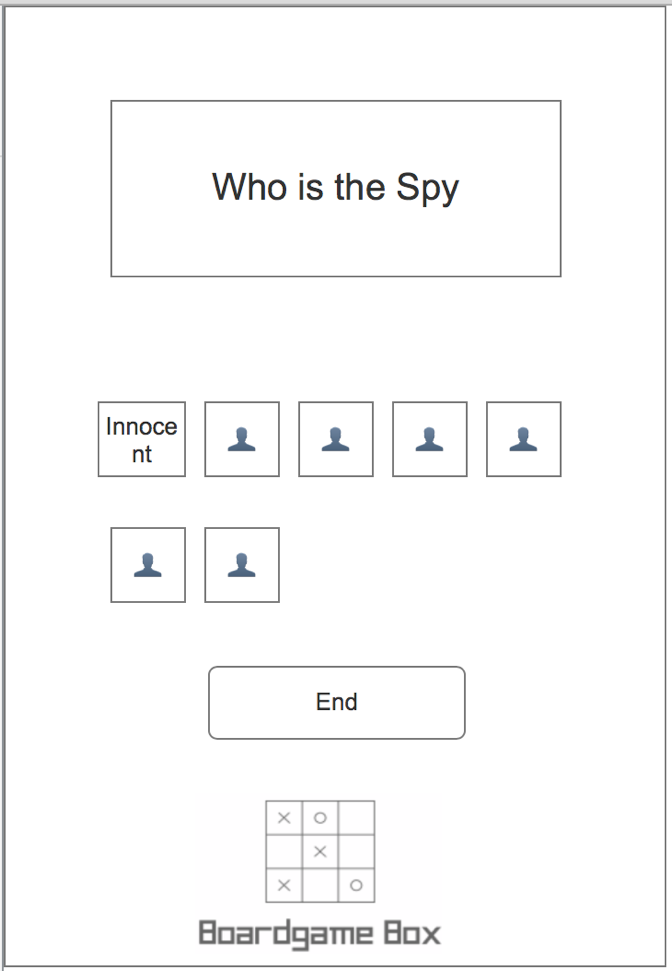 Who is the Spy
Innoce
nt
End
× O
×
× O
Boardgame Box